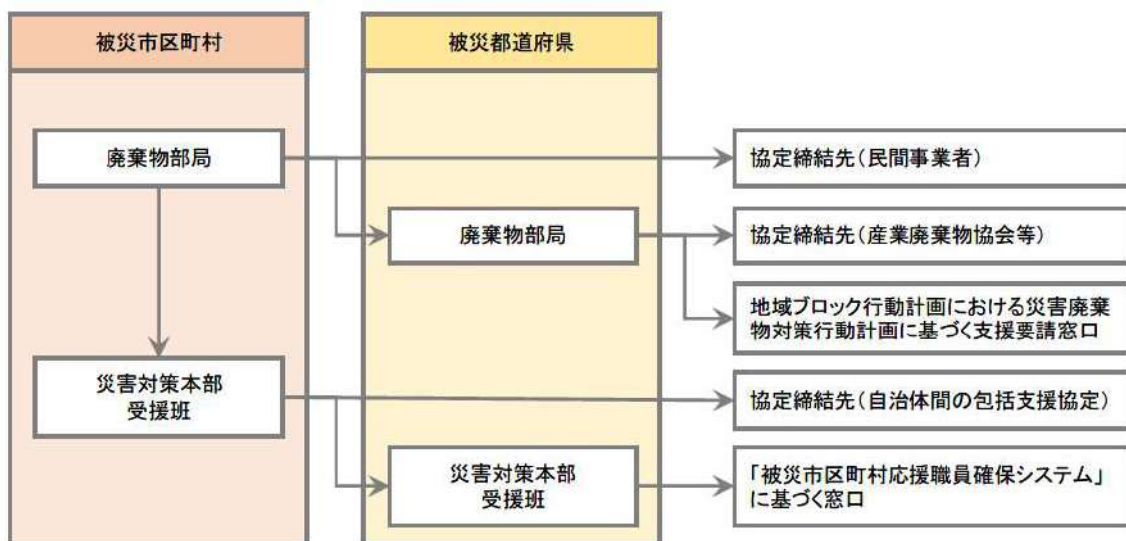 被災市区町村
被災都道府県
廃棄物部局
協定締結先(民間事業者)
廃棄物部局
協定締結先(産業廃棄物協会等)
地域ブロック行動計画における災害廃棄
物対策行動計画に基づく支援要請窓口
災害対策本部
受援班
協定締結先(自治体間の包括支援協定)
災害対策本部
受援班
「被災市区町村応援職員確保システム」
に基づく窓口